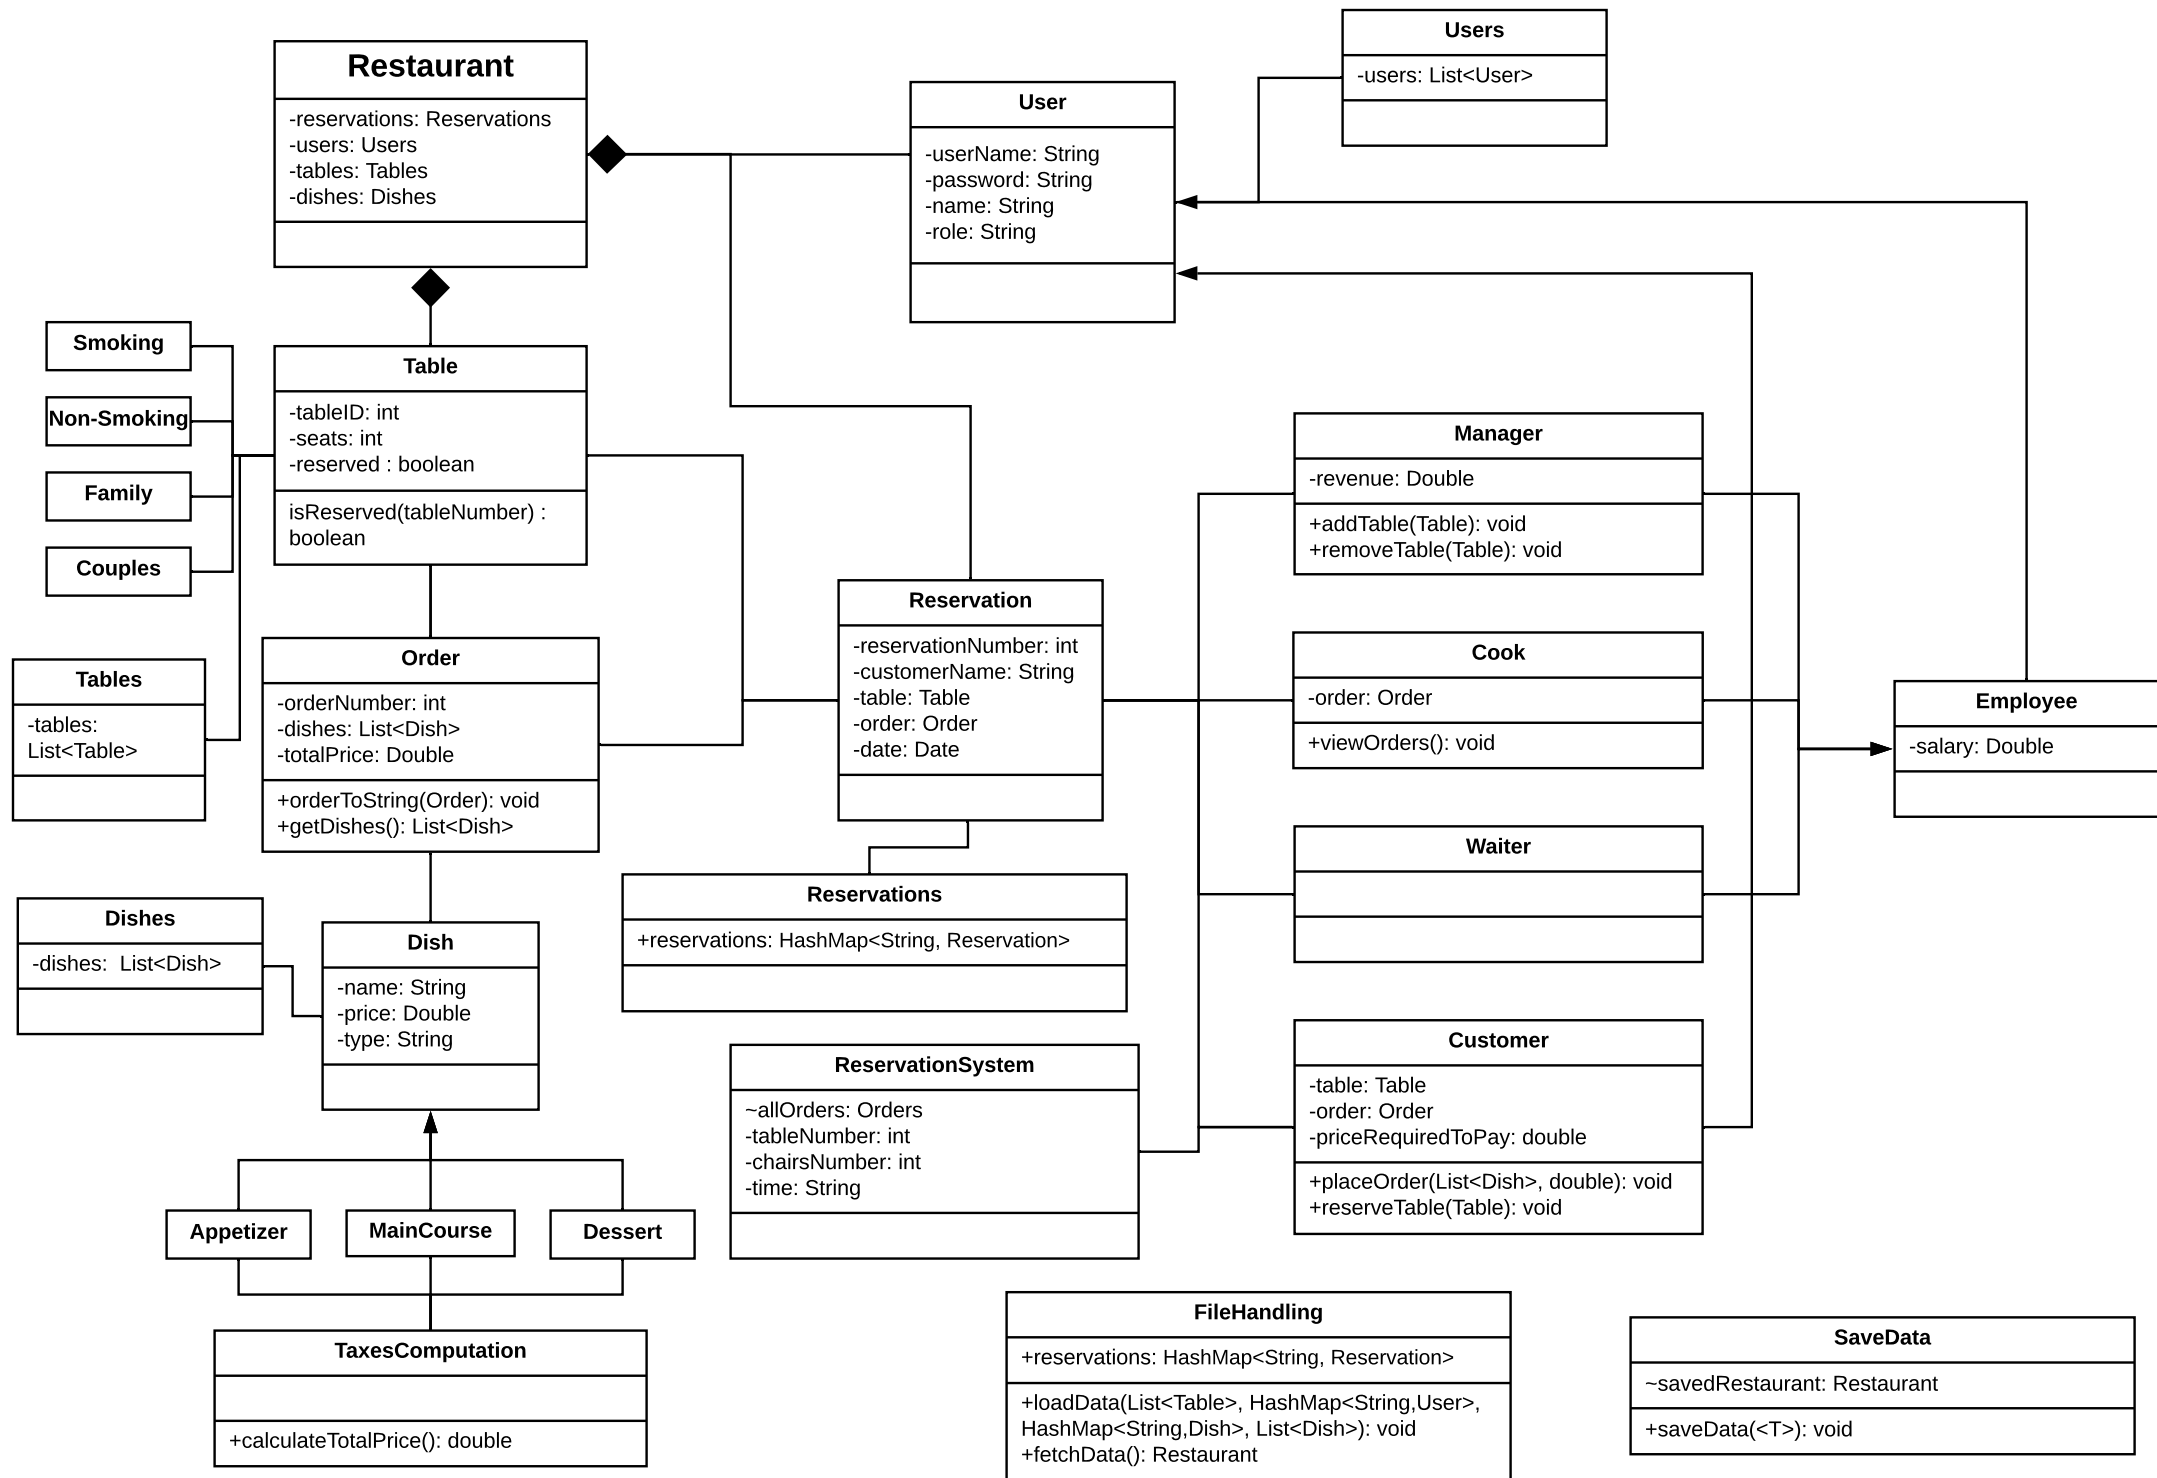 Restaurant
-reservations: Reservations
-users: Users
-tables: Tables
-dishes: Dishes
User
-userName: String
-password: String
-name: String
-role: String
Users
-users: List<User>
Smoking
Non-Smoking
Family
Couples
Table
-tableID: int
-seats: int
-reserved : boolean
isReserved(tableNumber) :
boolean
Tables
-tables:
List<Table>
Order
-orderNumber: int
-dishes: List<Dish>
-totalPrice: Double
+orderToString(Order): void
+getDishes(): List<Dish>
Reservation
-reservationNumber: int
-customerName: String
-table: Table
-order: Order
-date: Date
Manager
-revenue: Double
+addTable(Table): void
+removeTable(Table): void
Cook
-order: Order
+viewOrders(): void
Employee
-salary: Double
Waiter
Dishes
-dishes:  List<Dish>
Dish
-name: String
-price: Double
-type: String
Reservations
+reservations: HashMap<String, Reservation>
ReservationSystem
~allOrders: Orders
-tableNumber: int
-chairsNumber: int
-time: String
Customer
-table: Table
-order: Order
-priceRequiredToPay: double
+placeOrder(List<Dish>, double): void
+reserveTable(Table): void
Appetizer
MainCourse
Dessert
TaxesComputation
+calculateTotalPrice(): double
FileHandling
+reservations: HashMap<String, Reservation>
+loadData(List<Table>, HashMap<String,User>,
HashMap<String,Dish>, List<Dish>): void
+fetchData(): Restaurant
SaveData
~savedRestaurant: Restaurant
+saveData(<T>): void